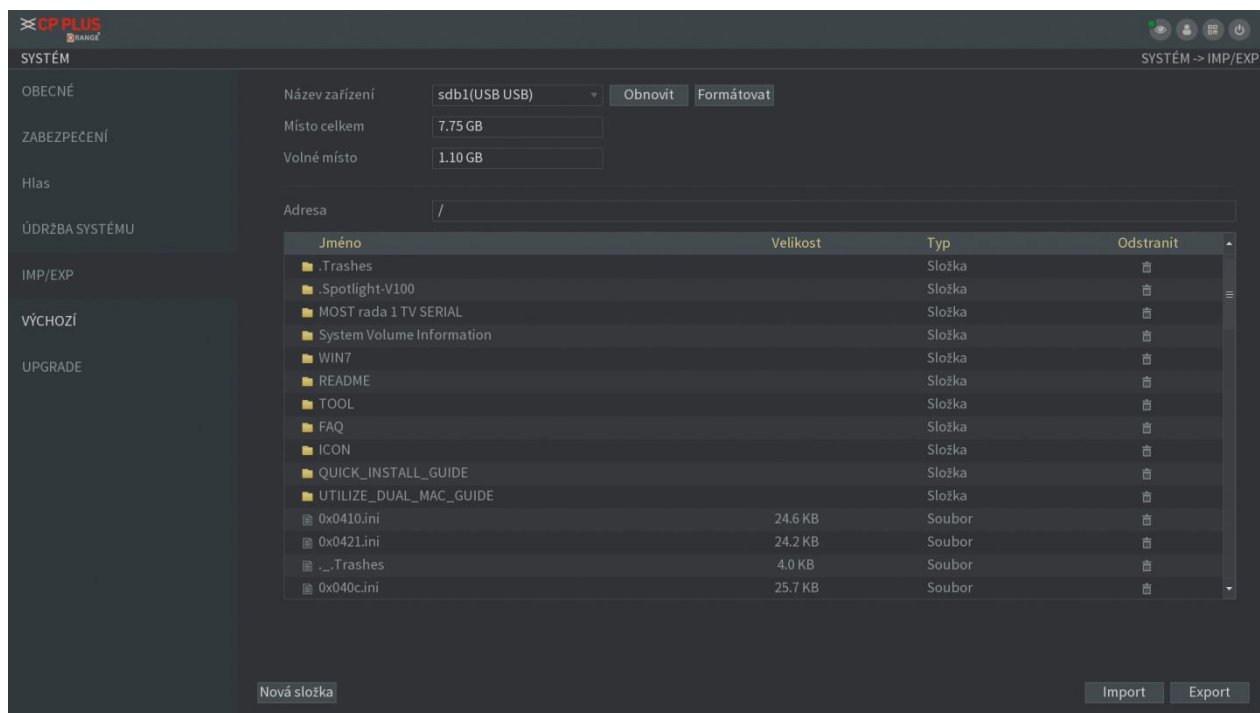 CP PLUS
ORANGE
SYSTÉM
SYSTÉM -> IMP/EXP
OBECNÉ
ZABEZPEČENÍ
Hlas
ÚDRŽBA SYSTÉMU
IMP/EXP
VÝCHOZÍ
UPGRADE
Název zařízení sdb1(USB USB) Obnovit Formátovat
Místo celkem 7.75 GB
Volné místo 1.10 GB
Adresa /
Jméno Velikost Typ Odstranit
.Trashes Složka
.Spotlight-V100 Složka
MOST rada 1 TV SERIAL Složka
System Volume Information Složka
WIN7 Složka
README Složka
TOOL Složka
FAQ Složka
ICON Složka
QUICK_INSTALL_GUIDE Složka
UTILIZE_DUAL_MAC_GUIDE Složka
0x0410.ini 24.6 KB Soubor
0x0421.ini 24.2 KB Soubor
._.Trashes 4.0 KB Soubor
0x040c.ini 25.7 KB Soubor
Nová složka Import Export